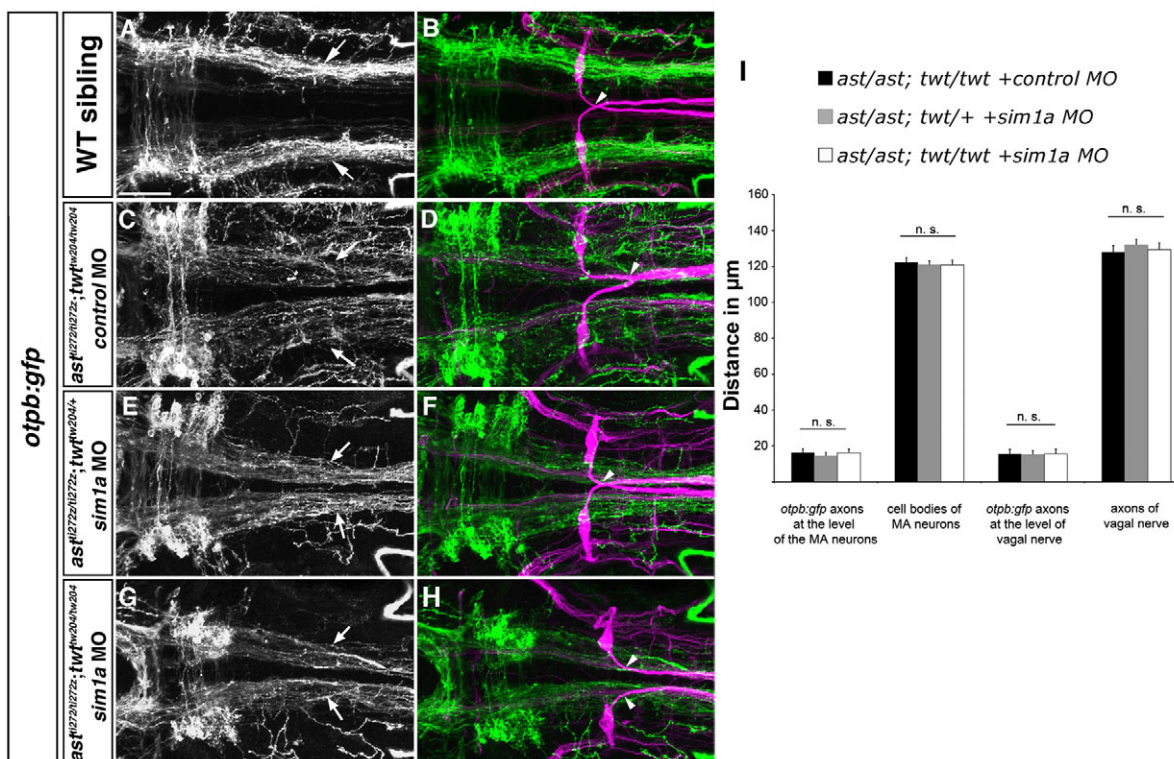 otpb:gfp
WT sibling
A
B
ast^ti272/ti272z; twt^tw204/tw204
control MO
C
D
ast^ti272z/ti272z; twt^tw204/+
sim1a MO
E
F
ast^ti272/ti272z; twt^tw204/tw204
sim1a MO
G
H
I
ast/ast; twt/twt +control MO
ast/ast; twt/+ +sim1a MO
ast/ast; twt/twt +sim1a MO
Distance in µm
160
140
120
100
80
60
40
20
n. s.
n. s.
n. s.
n. s.
otpb:gfp axons
at the level
of the MA neurons
cell bodies of
MA neurons
otpb:gfp axons
at the level of
vagal nerve
axons of
vagal nerve